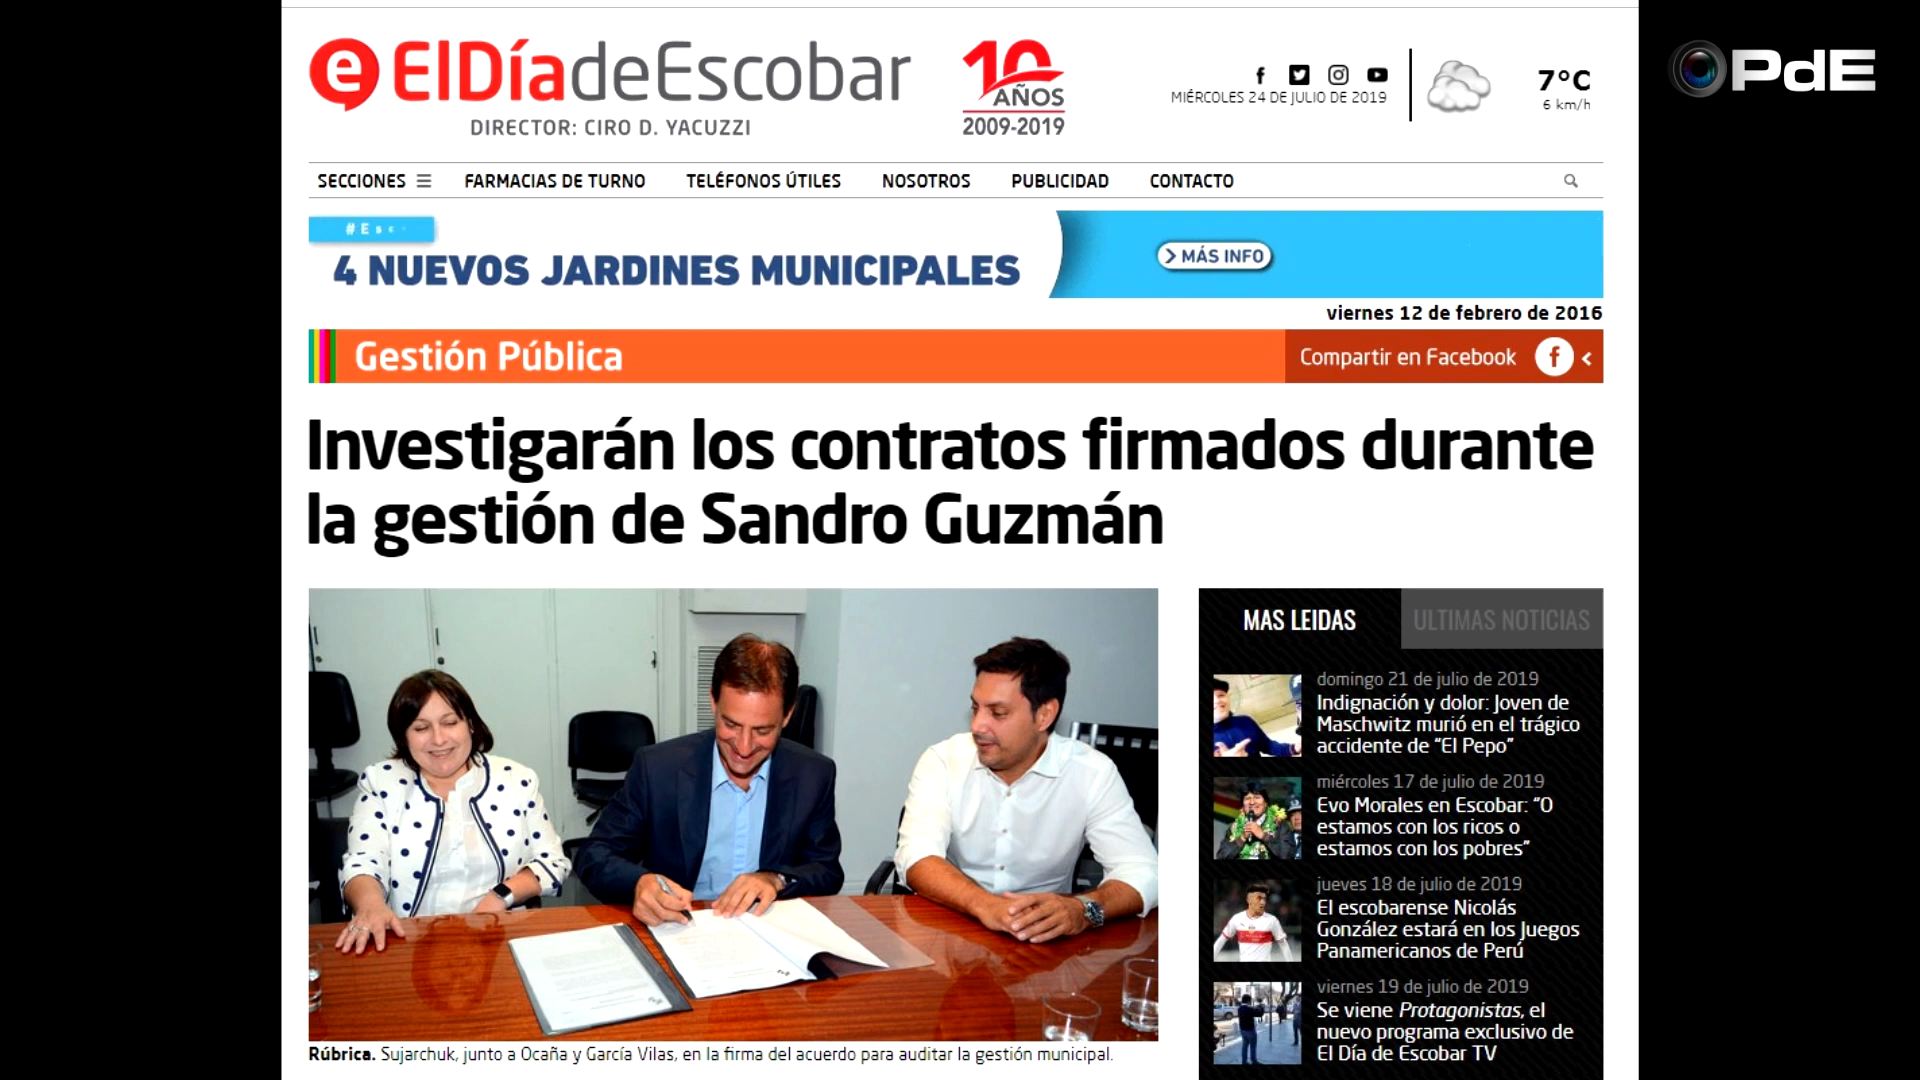 e ElDíadeEscobar
DIRECTOR: CIRO D. YACUZZI
10
AÑOS
2009-2019
MIÉRCOLES 24 DE JULIO DE 2019
7°C
6 km/h
PdE
SECCIONES
FARMACIAS DE TURNO
TELÉFONOS ÚTILES
NOSOTROS
PUBLICIDAD
CONTACTO
#Esc
4 NUEVOS JARDINES MUNICIPALES
MÁS INFO
viernes 12 de febrero de 2016
Gestión Pública
Compartir en Facebook
Investigarán los contratos firmados durante
la gestión de Sandro Guzmán
Rúbrica. Sujarchuk, junto a Ocaña y García Vilas, en la firma del acuerdo para auditar la gestión municipal.
MAS LEIDAS
ULTIMAS NOTICIAS
domingo 21 de julio de 2019
Indignación y dolor: Joven de
Maschwitz murió en el trágico
accidente de “El Pepo”
miércoles 17 de julio de 2019
Evo Morales en Escobar: “O
estamos con los ricos o
estamos con los pobres”
jueves 18 de julio de 2019
El escobarense Nicolás
González estará en los Juegos
Panamericanos de Perú
viernes 19 de julio de 2019
Se viene Protagonistas, el
nuevo programa exclusivo de
El Día de Escobar TV